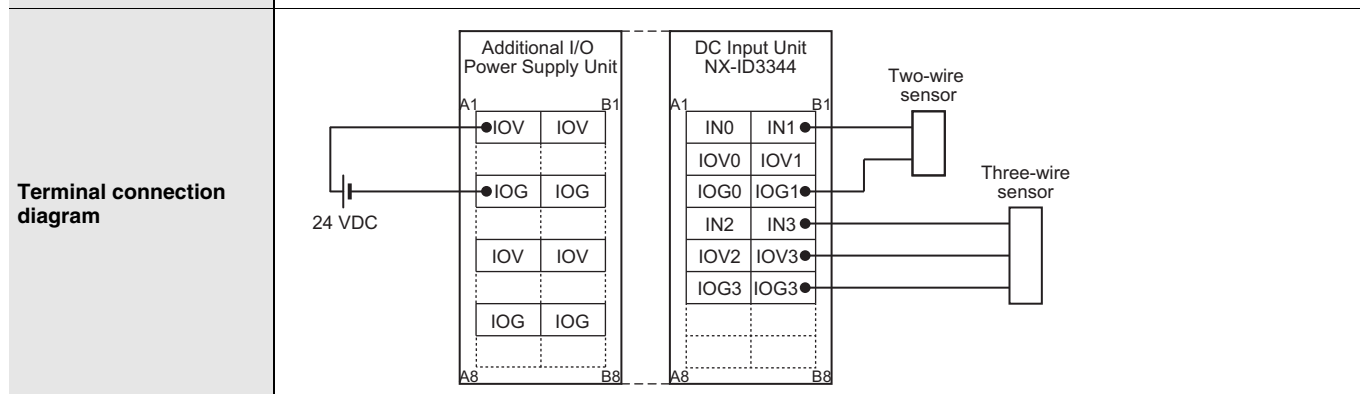 Terminal connection
diagram
Additional I/O
Power Supply Unit
A1
B1
IOV IOV
IOG IOG
IOV IOV
IOG IOG
A8
B8
24 VDC
DC Input Unit
NX-ID3344
A1
B1
IN0 IN1
IOV0 IOV1
IOG0 IOG1
IN2 IN3
IOV2 IOV3
IOG3 IOG3
A8
B8
Two-wire
sensor
Three-wire
sensor